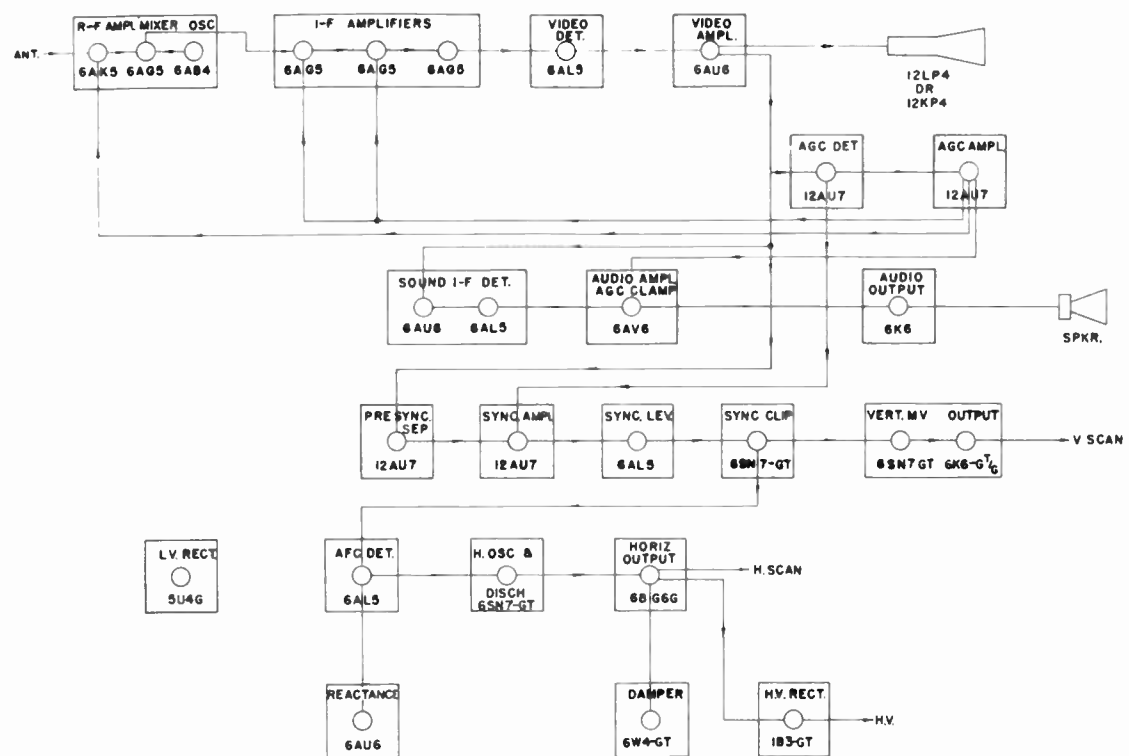 R-F AMPL. MIXER OSC
ANT.
6AK5 6AG5 6AB4
I-F AMPLIFIERS
6AG5 6AG5 6AG5
VIDEO
DET.
6AL5
VIDEO
AMPL.
6AU6
12LP4
OR
12KP4
AGC DET
12AU7
AGC AMPL.
12AU7
SOUND I-F DET.
6AU6 6AL5
AUDIO AMPL
AGC CLAMP
6AV6
AUDIO
OUTPUT
6K6
SPKR.
PRE SYNC.
SEP
12AU7
SYNC AMPL
12AU7
SYNC. LEV.
6AL5
SYNC CLIP
6SN7-GT
VERT. MV OUTPUT
6SN7GT 6K6-GT/G
V SCAN
L.V. RECT.
5U4G
AFC DET.
6AL5
H. OSC &
DISCH
6SN7-GT
HORIZ
OUTPUT
6BG6G
H. SCAN
REACTANCE
6AU6
DAMPER
6W4-GT
H.V. RECT.
1B3-GT
H.V.